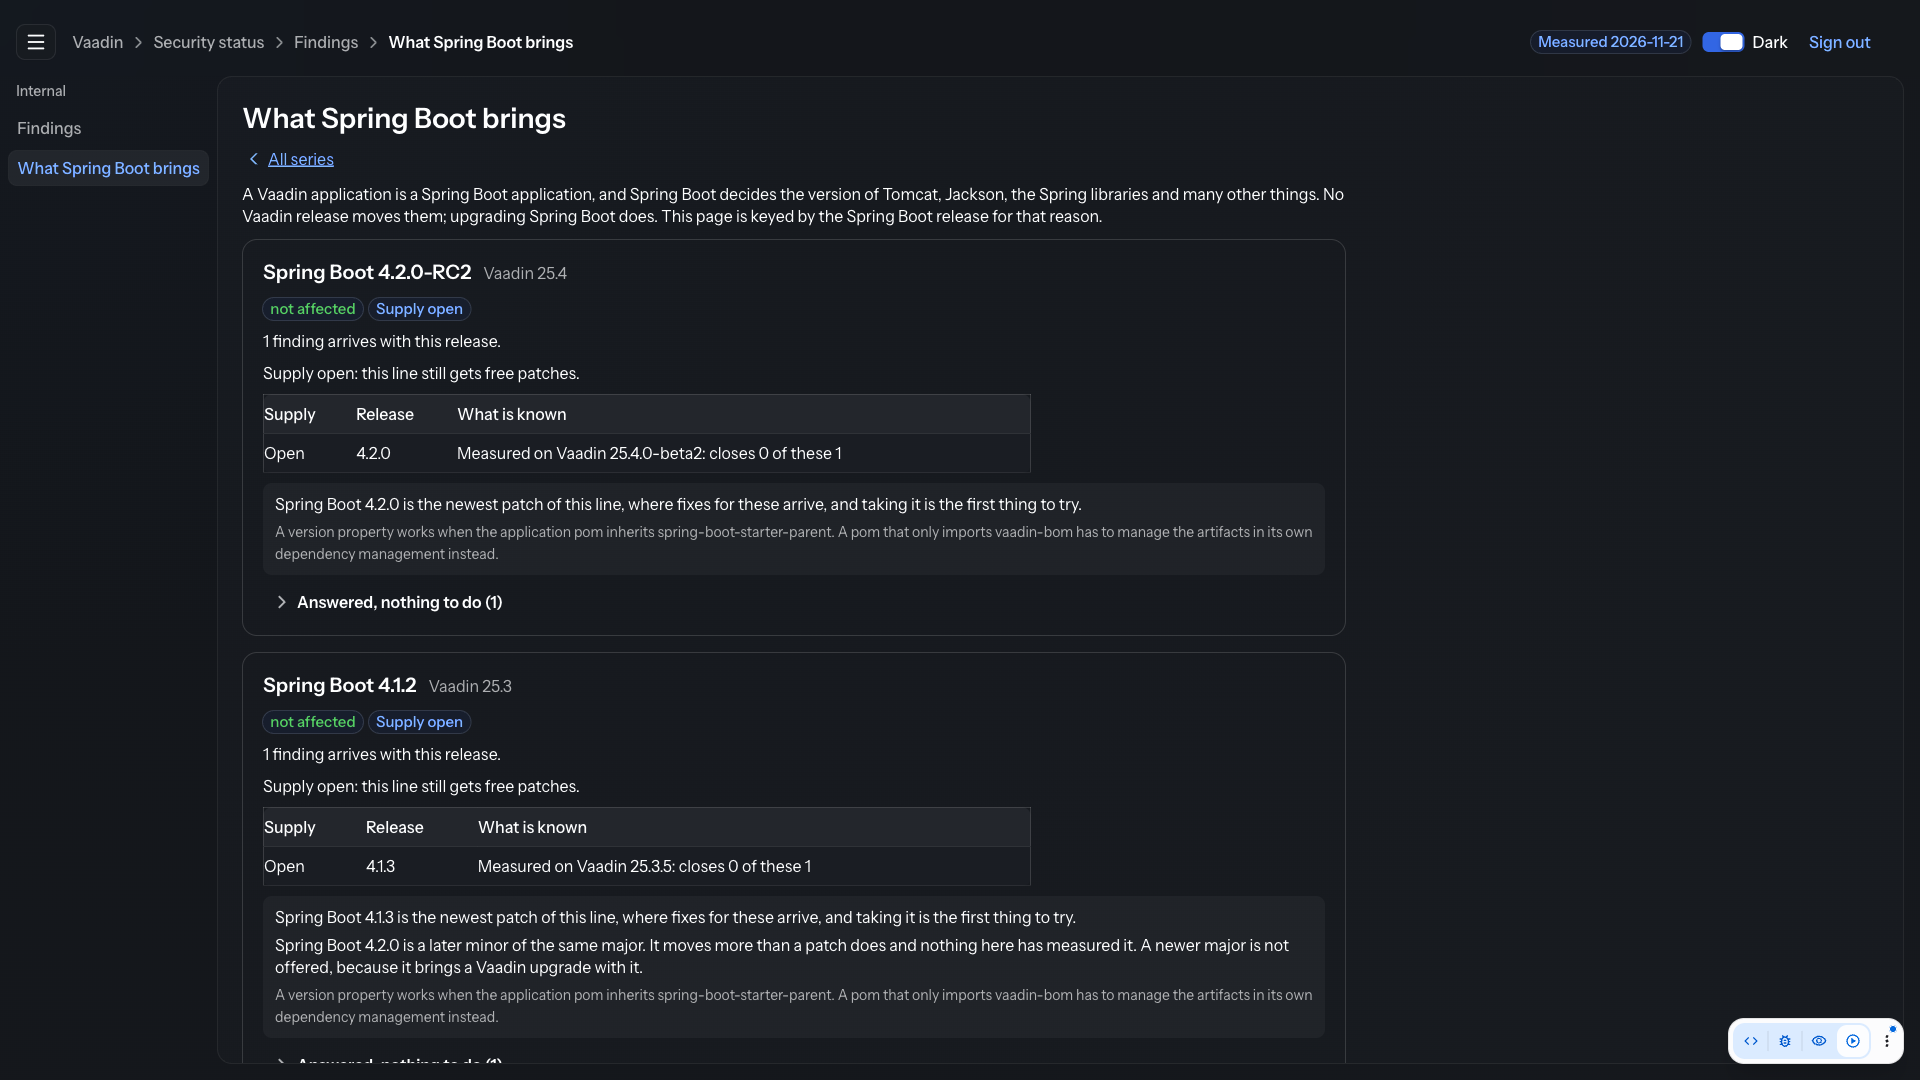 Vaadin > Security status > Findings > What Spring Boot brings
Measured 2026-11-21
Dark
Sign out
Internal
Findings
What Spring Boot brings
What Spring Boot brings
All series
A Vaadin application is a Spring Boot application, and Spring Boot decides the version of Tomcat, Jackson, the Spring libraries and many other things. No
Vaadin release moves them; upgrading Spring Boot does. This page is keyed by the Spring Boot release for that reason.
Spring Boot 4.2.0-RC2 Vaadin 25.4
not affected Supply open
1 finding arrives with this release.
Supply open: this line still gets free patches.
Supply Release What is known
Open 4.2.0 Measured on Vaadin 25.4.0-beta2: closes 0 of these 1
Spring Boot 4.2.0 is the newest patch of this line, where fixes for these arrive, and taking it is the first thing to try.
A version property works when the application pom inherits spring-boot-starter-parent. A pom that only imports vaadin-bom has to manage the artifacts in its own
dependency management instead.
Answered, nothing to do (1)
Spring Boot 4.1.2 Vaadin 25.3
not affected Supply open
1 finding arrives with this release.
Supply open: this line still gets free patches.
Supply Release What is known
Open 4.1.3 Measured on Vaadin 25.3.5: closes 0 of these 1
Spring Boot 4.1.3 is the newest patch of this line, where fixes for these arrive, and taking it is the first thing to try.
Spring Boot 4.2.0 is a later minor of the same major. It moves more than a patch does and nothing here has measured it. A newer major is not
offered, because it brings a Vaadin upgrade with it.
A version property works when the application pom inherits spring-boot-starter-parent. A pom that only imports vaadin-bom has to manage the artifacts in its own
dependency management instead.
Answered, nothing to do (1)